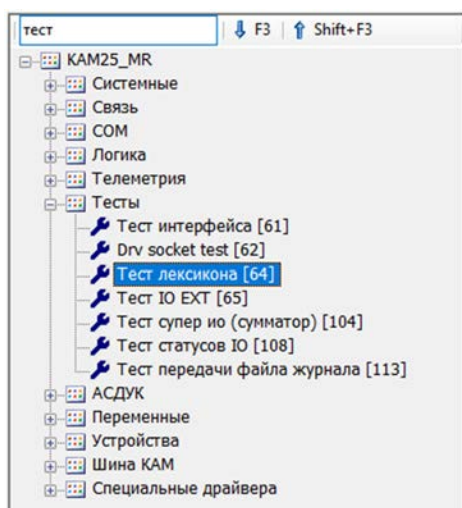 тест F3 Shift+F3
KAM25_MR
Системные
Связь
COM
Логика
Телеметрия
Тесты
Тест интерфейса [61]
Drv socket test [62]
Тест лексикона [64]
Тест IO EXT [65]
Тест супер ио (сумматор) [104]
Тест статусов IO [108]
Тест передачи файла журнала [113]
АСДУК
Переменные
Устройства
Шина КАМ
Специальные драйвера